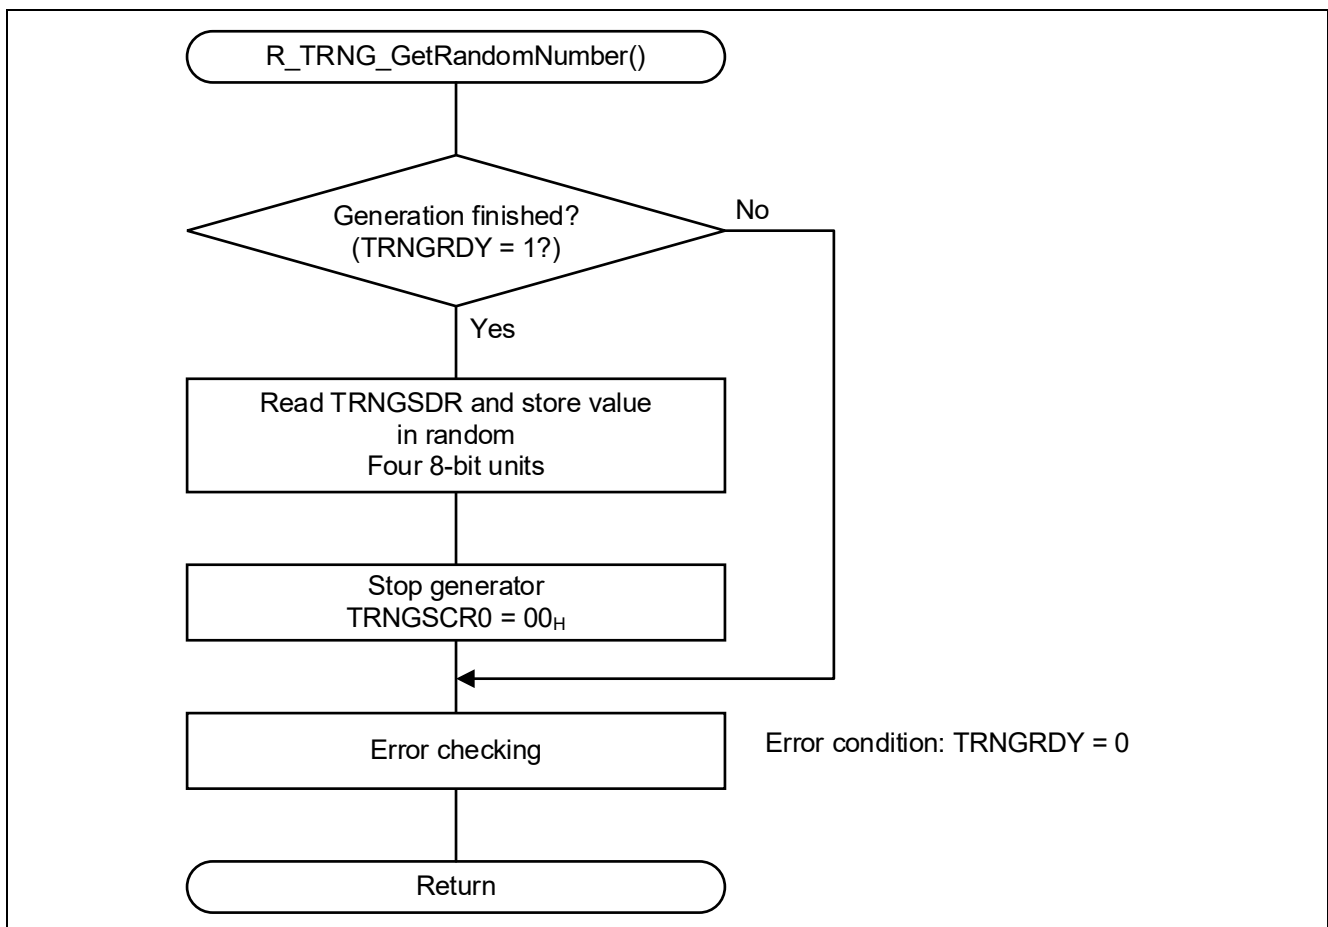 R_TRNG_GetRandomNumber()
Generation finished?
(TRNGRDY = 1?)
No
Yes
Read TRNGSDR and store value
in random
Four 8-bit units
Stop generator
TRNGSCR0 = 00H
Error checking
Error condition: TRNGRDY = 0
Return